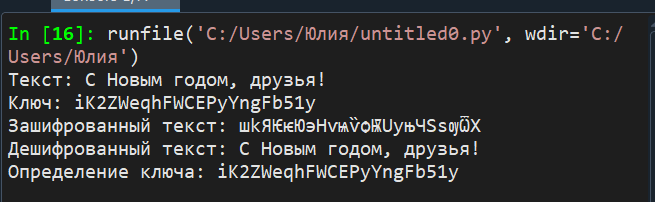 In [16]: runfile('C:/Users/Юлия/untitled0.py', wdir='C:/
Users/Юлия')
Текст: С Новым годом, друзья!
Ключ: iK2ZWeqhFWCEPyYngFb51y
Зашифрованный текст: шkЯѤѥЮэHѵѩѷѻѬUyњЧЅѕѹѾX
Дешифрованный текст: С Новым годом, друзья!
Определение ключа: iK2ZWeqhFWCEPyYngFb51y